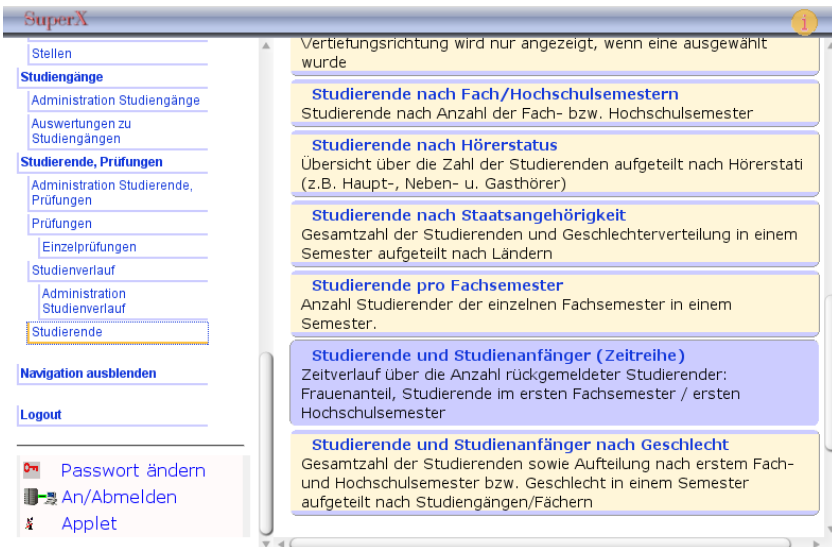 SuperX
i
Stellen
Studiengänge
Administration Studiengänge
Auswertungen zu
Studiengängen
Studierende, Prüfungen
Administration Studierende,
Prüfungen
Prüfungen
Einzelprüfungen
Studienverlauf
Administration
Studienverlauf
Studierende
Navigation ausblenden
Logout
Passwort ändern
An/Abmelden
Applet
Vertiefungsrichtung wird nur angezeigt, wenn eine ausgewählt
wurde
Studierende nach Fach/Hochschulsemestern
Studierende nach Anzahl der Fach- bzw. Hochschulsemester
Studierende nach Hörerstatus
Übersicht über die Zahl der Studierenden aufgeteilt nach Hörerstati
(z.B. Haupt-, Neben- u. Gasthörer)
Studierende nach Staatsangehörigkeit
Gesamtzahl der Studierenden und Geschlechterverteilung in einem
Semester aufgeteilt nach Ländern
Studierende pro Fachsemester
Anzahl Studierender der einzelnen Fachsemester in einem
Semester.
Studierende und Studienanfänger (Zeitreihe)
Zeitverlauf über die Anzahl rückgemeldeter Studierender:
Frauenanteil, Studierende im ersten Fachsemester / ersten
Hochschulsemester
Studierende und Studienanfänger nach Geschlecht
Gesamtzahl der Studierenden sowie Aufteilung nach erstem Fach-
und Hochschulsemester bzw. Geschlecht in einem Semester
aufgeteilt nach Studiengängen/Fächern